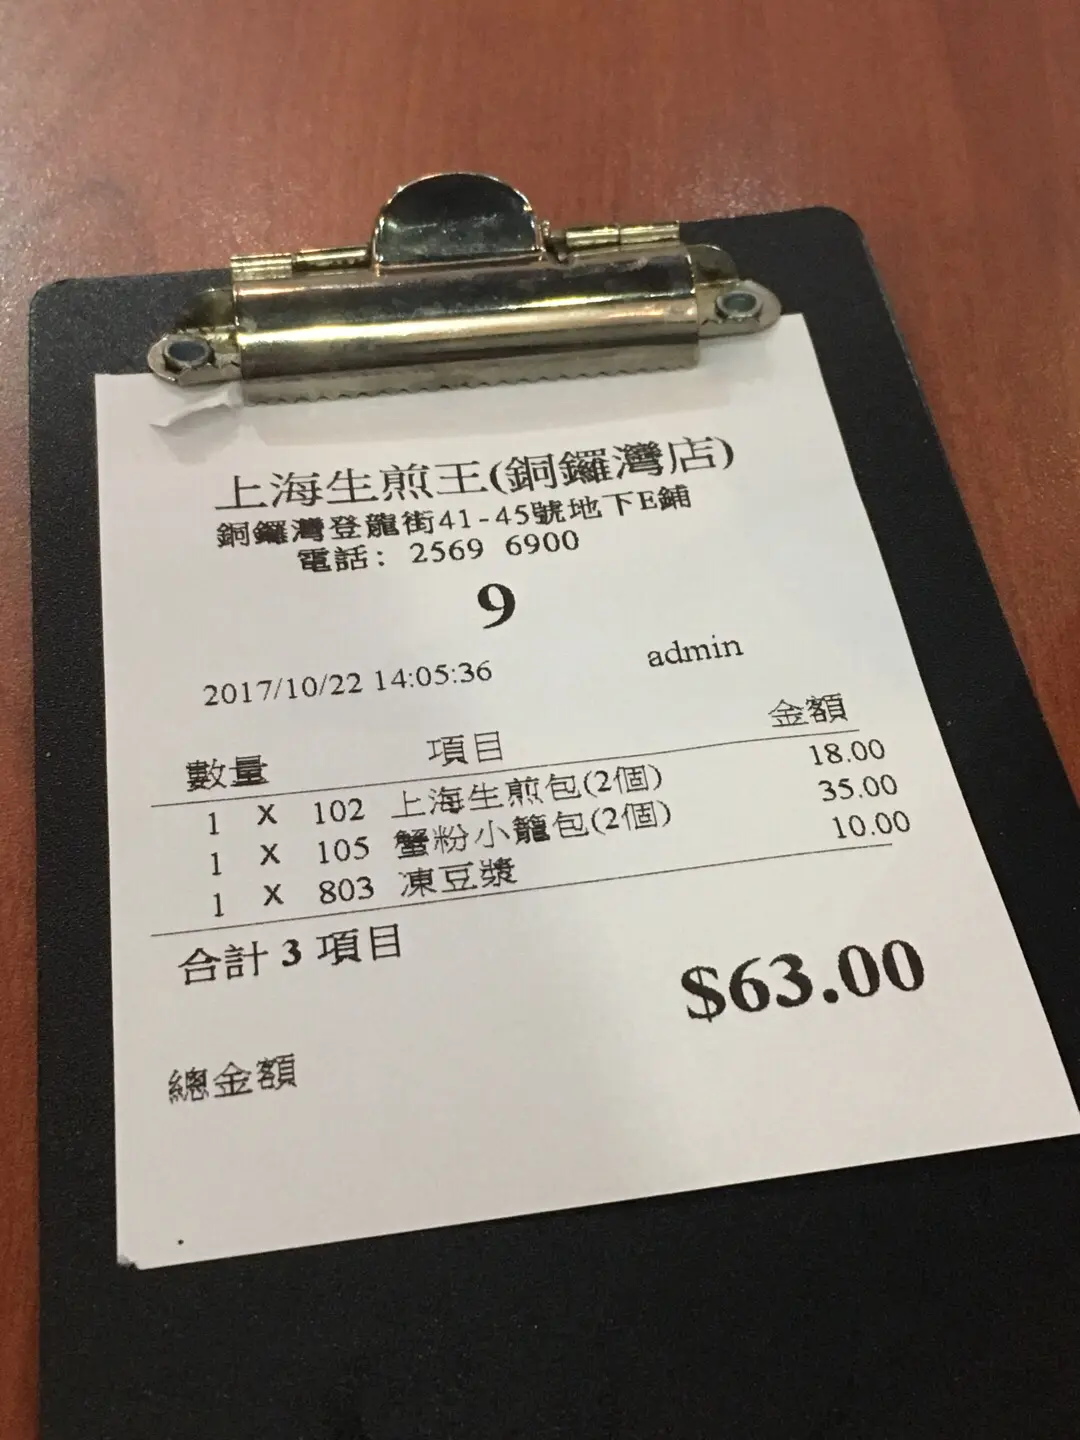 上海生煎王(銅鑼灣店)
銅鑼灣登龍街41-45號地下E鋪
電話: 2569 6900
9
2017/10/22 14:05:36 admin
數量 項目 金額
1 X 102 上海生煎包(2個) 18.00
1 X 105 蟹粉小籠包(2個) 35.00
1 X 803 凍豆漿 10.00
合計 3 項目
$63.00
總金額